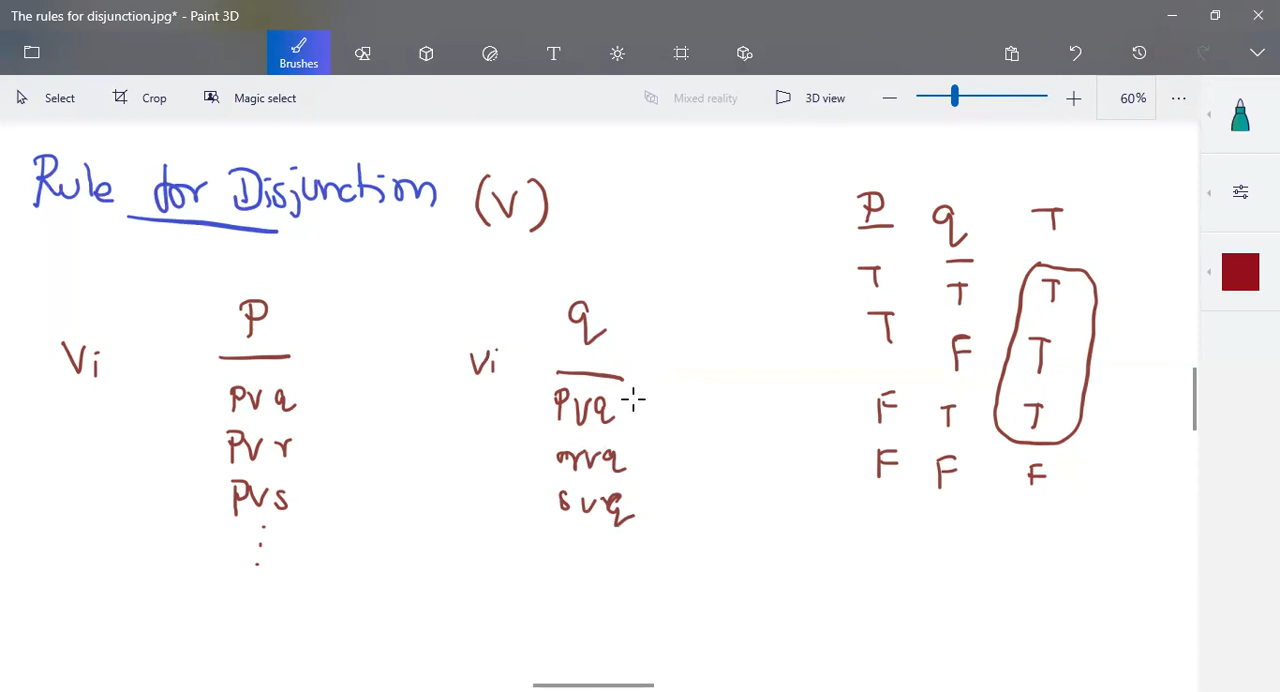 The rules for disjunction.jpg* - Paint 3D
Brushes
Select Crop Magic select Mixed reality 3D view 60%
Rule for Disjunction (V)
P q T
T T T
T F T
F T T
F F F
Vi P
PVq
PVr
PVs
Vi q
PVq
rVq
sVq